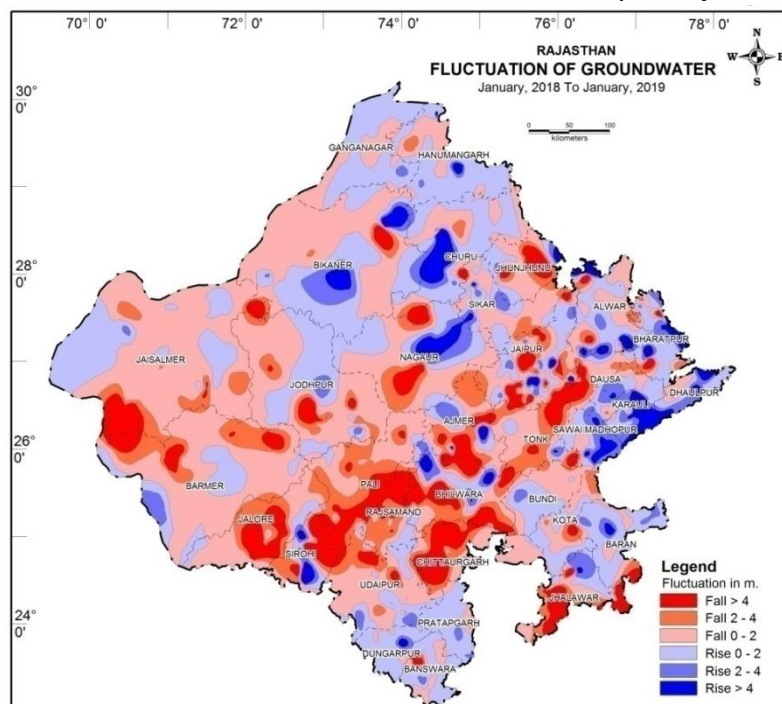 70° 0'
72° 0'
74° 0'
76° 0'
78° 0'
RAJASTHAN
FLUCTUATION OF GROUNDWATER
January, 2018 To January, 2019
N
W
E
S
0 50 100
kilometers
30°
0'
28°
0'
26°
0'
24°
0'
GANGANAGAR
HANUMANGARH
BIKANER
CHURU
JHUNJHUNU
SIKAR
ALWAR
BHARATPUR
JAISALMER
NAGAUR
JAIPUR
JODHPUR
DAUSA
DHAULPUR
KARAULI
AJMER
SAWAI MADHOPUR
TONK
BARMER
PALI
BHILWARA
BUNDI
RAJSAMAND
JALORE
KOTA
BARAN
SIROHI
CHITTAURGARH
UDAIPUR
JHALAWAR
PRATAPGARH
DUNGARPUR
BANSWARA
Legend
Fluctuation in m.
Fall > 4
Fall 2 - 4
Fall 0 - 2
Rise 0 - 2
Rise 2 - 4
Rise > 4